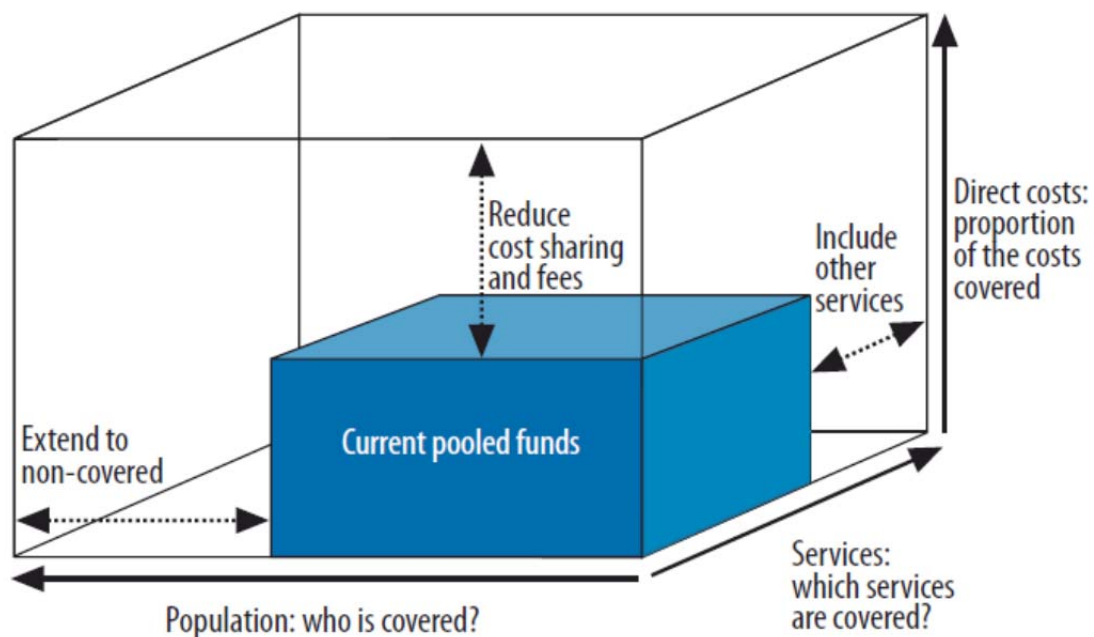 Reduce
cost sharing
and fees
Include
other
services
Direct costs:
proportion
of the costs
covered
Extend to
non-covered
Current pooled funds
Services:
which services
are covered?
Population: who is covered?